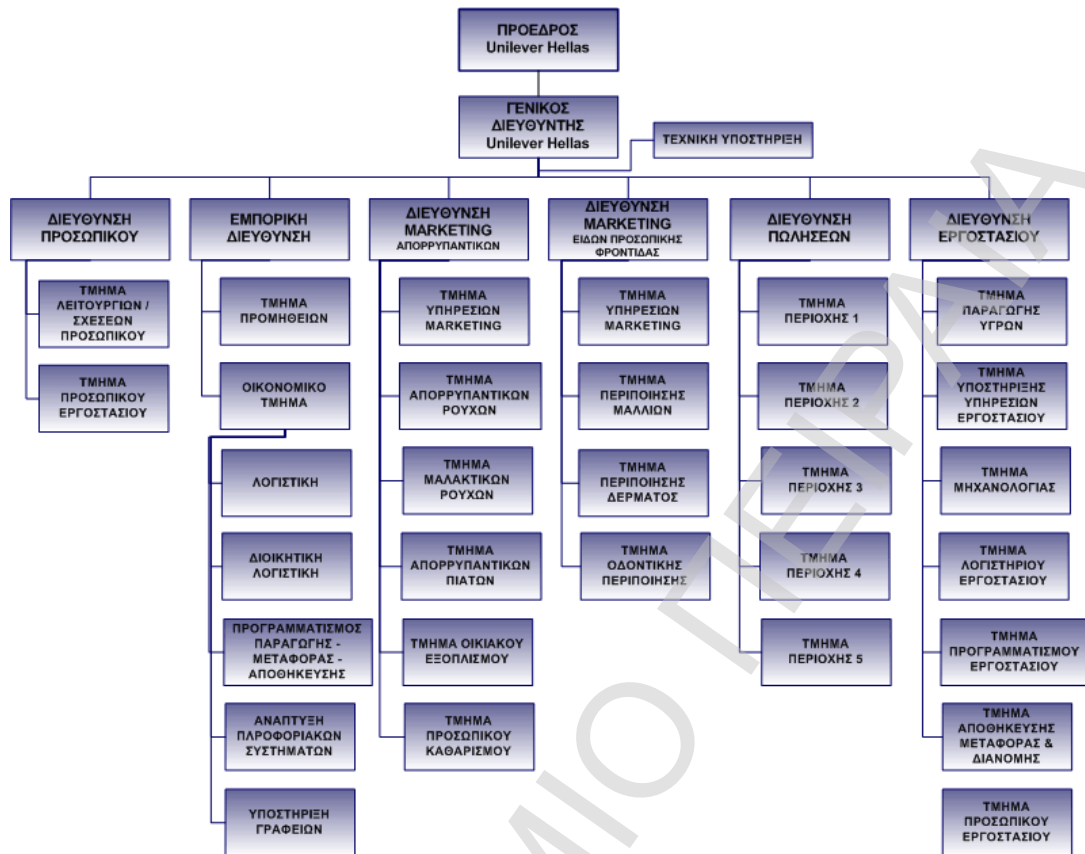 ΠΡΟΕΔΡΟΣ
Unilever Hellas
ΓΕΝΙΚΟΣ
ΔΙΕΥΘΥΝΤΗΣ
Unilever Hellas
ΤΕΧΝΙΚΗ ΥΠΟΣΤΗΡΙΞΗ
ΔΙΕΥΘΥΝΣΗ
ΠΡΟΣΩΠΙΚΟΥ
ΤΜΗΜΑ
ΛΕΙΤΟΥΡΓΙΩΝ /
ΣΧΕΣΕΩΝ
ΠΡΟΣΩΠΙΚΟΥ
ΤΜΗΜΑ
ΠΡΟΣΩΠΙΚΟΥ
ΕΡΓΟΣΤΑΣΙΟΥ
ΕΜΠΟΡΙΚΗ
ΔΙΕΥΘΥΝΣΗ
ΤΜΗΜΑ
ΠΡΟΜΗΘΕΙΩΝ
ΟΙΚΟΝΟΜΙΚΟ
ΤΜΗΜΑ
ΛΟΓΙΣΤΙΚΗ
ΔΙΟΙΚΗΤΙΚΗ
ΛΟΓΙΣΤΙΚΗ
ΠΡΟΓΡΑΜΜΑΤΙΣΜΟΣ
ΠΑΡΑΓΩΓΗΣ -
ΜΕΤΑΦΟΡΑΣ -
ΑΠΟΘΗΚΕΥΣΗΣ
ΑΝΑΠΤΥΞΗ
ΠΛΡΟΦΟΡΙΑΚΩΝ
ΣΥΣΤΗΜΑΤΩΝ
ΥΠΟΣΤΗΡΙΞΗ
ΓΡΑΦΕΙΩΝ
ΔΙΕΥΘΥΝΣΗ
MARKETING
ΑΠΟΡΡΥΠΑΝΤΙΚΩΝ
ΤΜΗΜΑ
ΥΠΗΡΕΣΙΩΝ
MARKETING
ΤΜΗΜΑ
ΑΠΟΡΡΥΠΑΝΤΙΚΩΝ
ΡΟΥΧΩΝ
ΤΜΗΜΑ
ΜΑΛΑΚΤΙΚΩΝ
ΡΟΥΧΩΝ
ΤΜΗΜΑ
ΑΠΟΡΡΥΠΑΝΤΙΚΩΝ
ΠΙΑΤΩΝ
ΤΜΗΜΑ ΟΙΚΙΑΚΟΥ
ΕΞΟΠΛΙΣΜΟΥ
ΤΜΗΜΑ
ΠΡΟΣΩΠΙΚΟΥ
ΚΑΘΑΡΙΣΜΟΥ
ΔΙΕΥΘΥΝΣΗ
MARKETING
ΕΙΔΩΝ ΠΡΟΣΩΠΙΚΗΣ
ΦΡΟΝΤΙΔΑΣ
ΤΜΗΜΑ
ΥΠΗΡΕΣΙΩΝ
MARKETING
ΤΜΗΜΑ
ΠΕΡΙΠΟΙΗΣΗΣ
ΜΑΛΛΙΩΝ
ΤΜΗΜΑ
ΠΕΡΙΠΟΙΗΣΗΣ
ΔΕΡΜΑΤΟΣ
ΤΜΗΜΑ
ΟΔΟΝΤΙΚΗΣ
ΠΕΡΙΠΟΙΗΣΗΣ
ΔΙΕΥΘΥΝΣΗ
ΠΩΛΗΣΕΩΝ
ΤΜΗΜΑ
ΠΕΡΙΟΧΗΣ 1
ΤΜΗΜΑ
ΠΕΡΙΟΧΗΣ 2
ΤΜΗΜΑ
ΠΕΡΙΟΧΗΣ 3
ΤΜΗΜΑ
ΠΕΡΙΟΧΗΣ 4
ΤΜΗΜΑ
ΠΕΡΙΟΧΗΣ 5
ΔΙΕΥΘΥΝΣΗ
ΕΡΓΟΣΤΑΣΙΟΥ
ΤΜΗΜΑ
ΠΑΡΑΓΩΓΗΣ
ΥΓΡΩΝ
ΤΜΗΜΑ
ΥΠΟΣΤΗΡΙΞΗΣ
ΥΠΗΡΕΣΙΩΝ
ΕΡΓΟΣΤΑΣΙΟΥ
ΤΜΗΜΑ
ΜΗΧΑΝΟΛΟΓΙΑΣ
ΤΜΗΜΑ
ΛΟΓΙΣΤΗΡΙΟΥ
ΕΡΓΟΣΤΑΣΙΟΥ
ΤΜΗΜΑ
ΠΡΟΓΡΑΜΜΑΤΙΣΜΟΥ
ΕΡΓΟΣΤΑΣΙΟΥ
ΤΜΗΜΑ
ΑΠΟΘΗΚΕΥΣΗΣ
ΜΕΤΑΦΟΡΑΣ &
ΔΙΑΝΟΜΗΣ
ΤΜΗΜΑ
ΠΡΟΣΩΠΙΚΟΥ
ΕΡΓΟΣΤΑΣΙΟΥ
ΜΙΟ ΠΕΙΡΑΙΑ